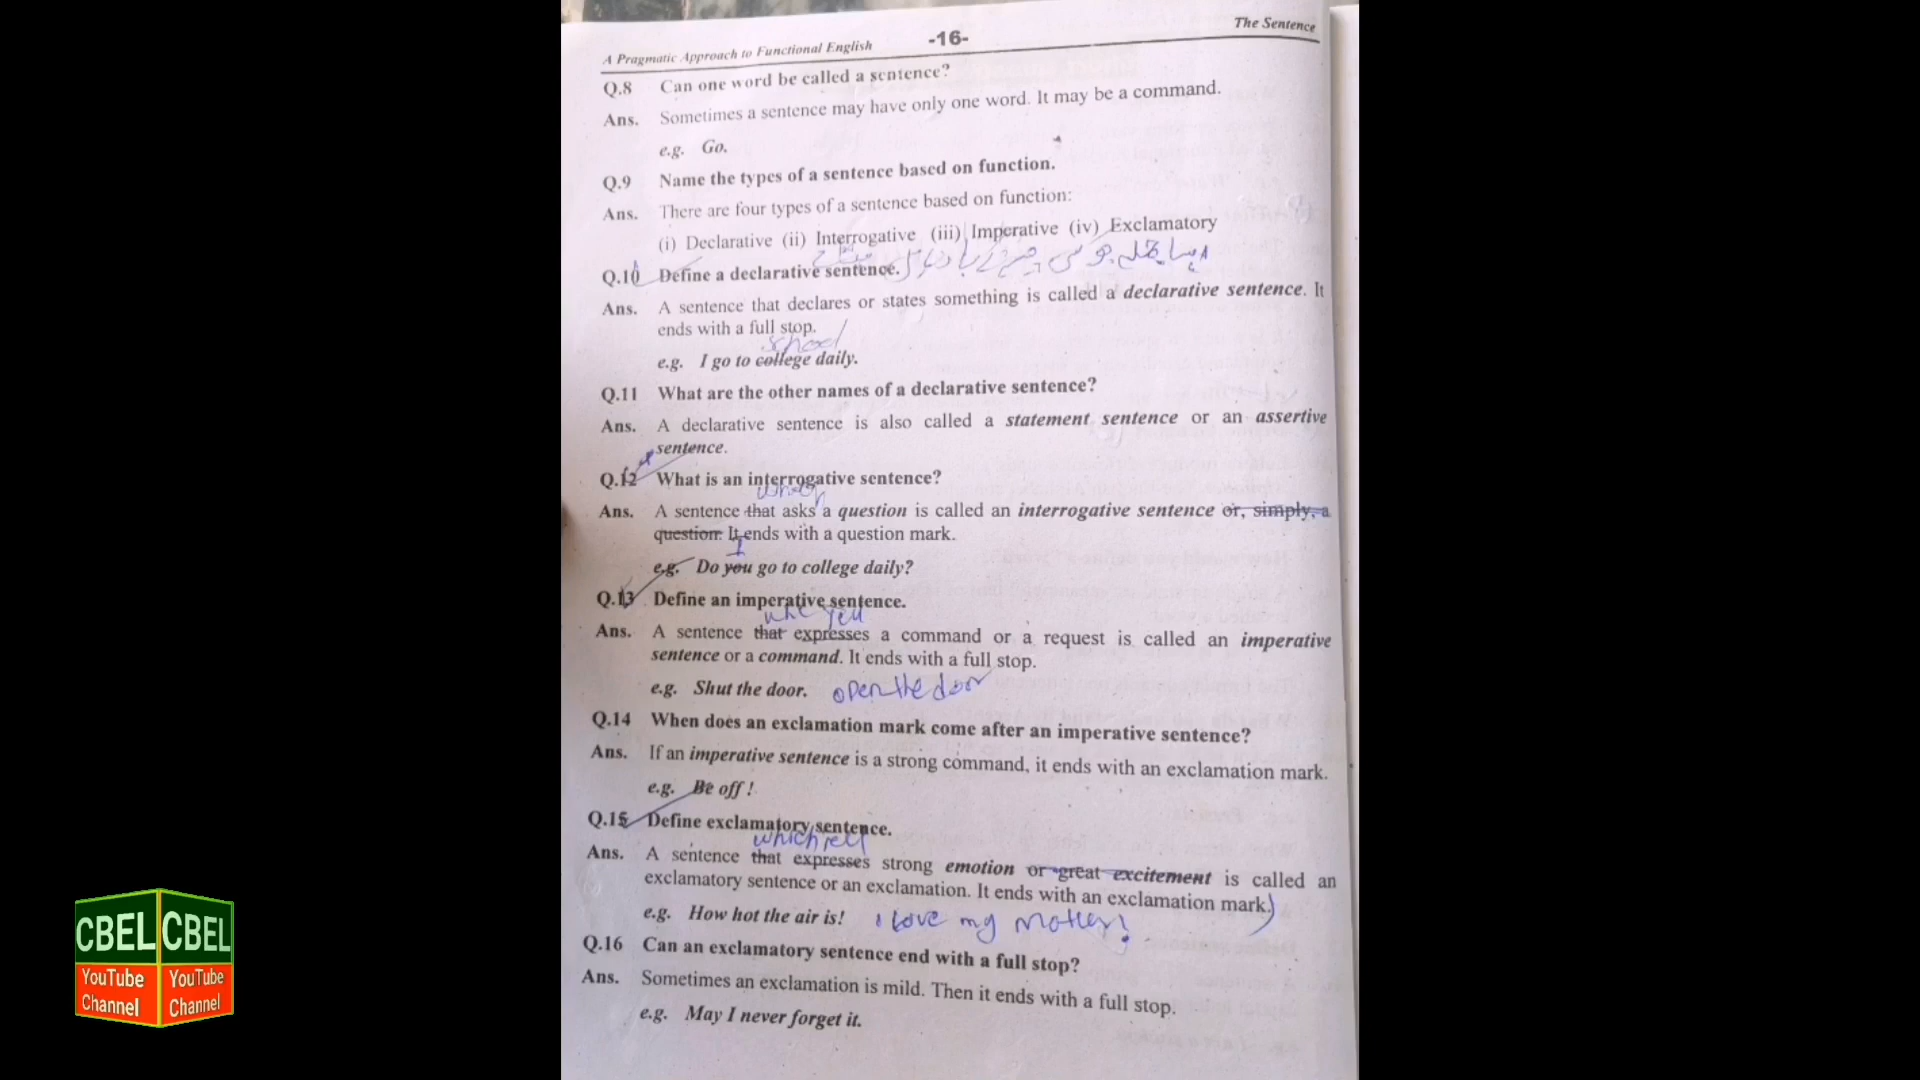 A Pragmatic Approach to Functional English -16- The Sentence
Q.8 Can one word be called a sentence?
Ans. Sometimes a sentence may have only one word. It may be a command.
e.g. Go.
Q.9 Name the types of a sentence based on function.
Ans. There are four types of a sentence based on function:
(i) Declarative (ii) Interrogative (iii) Imperative (iv) Exclamatory
Q.10 Define a declarative sentence.
Ans. A sentence that declares or states something is called a declarative sentence. It
ends with a full stop.
school
e.g. I go to college daily.
Q.11 What are the other names of a declarative sentence?
Ans. A declarative sentence is also called a statement sentence or an assertive
sentence.
Q.12 What is an interrogative sentence?
which
Ans. A sentence that asks a question is called an interrogative sentence or, simply, a
question. It ends with a question mark.
I
e.g. Do you go to college daily?
Q.13 Define an imperative sentence.
Ans. A sentence that expresses a command or a request is called an imperative
sentence or a command. It ends with a full stop.
e.g. Shut the door. open the door
Q.14 When does an exclamation mark come after an imperative sentence?
Ans. If an imperative sentence is a strong command, it ends with an exclamation mark.
e.g. Be off !
Q.15 Define exclamatory sentence.
which tell
Ans. A sentence that expresses strong emotion or great excitement is called an
exclamatory sentence or an exclamation. It ends with an exclamation mark.
e.g. How hot the air is! i Love my Mother!
Q.16 Can an exclamatory sentence end with a full stop?
Ans. Sometimes an exclamation is mild. Then it ends with a full stop.
e.g. May I never forget it.
CBEL CBEL
YouTube YouTube
Channel Channel